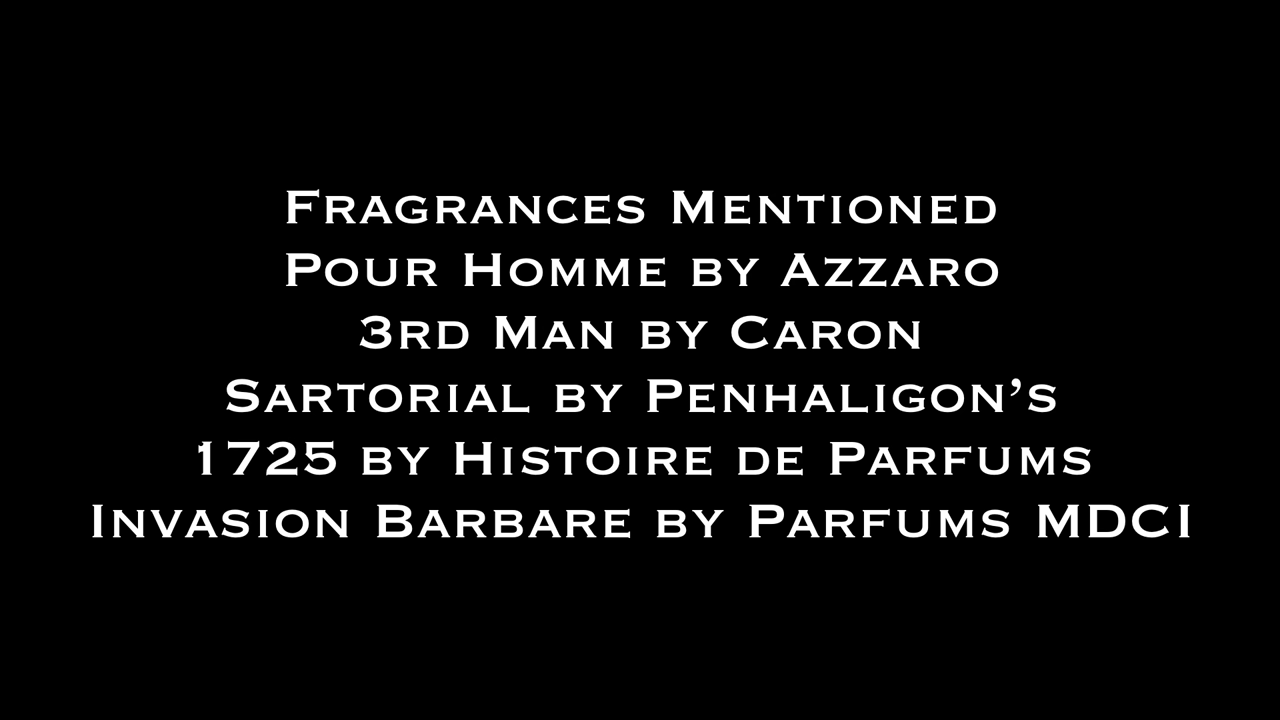 Fragrances Mentioned
Pour Homme by Azzaro
3rd Man by Caron
Sartorial by Penhaligon’s
1725 by Histoire de Parfums
Invasion Barbare by Parfums MDCI